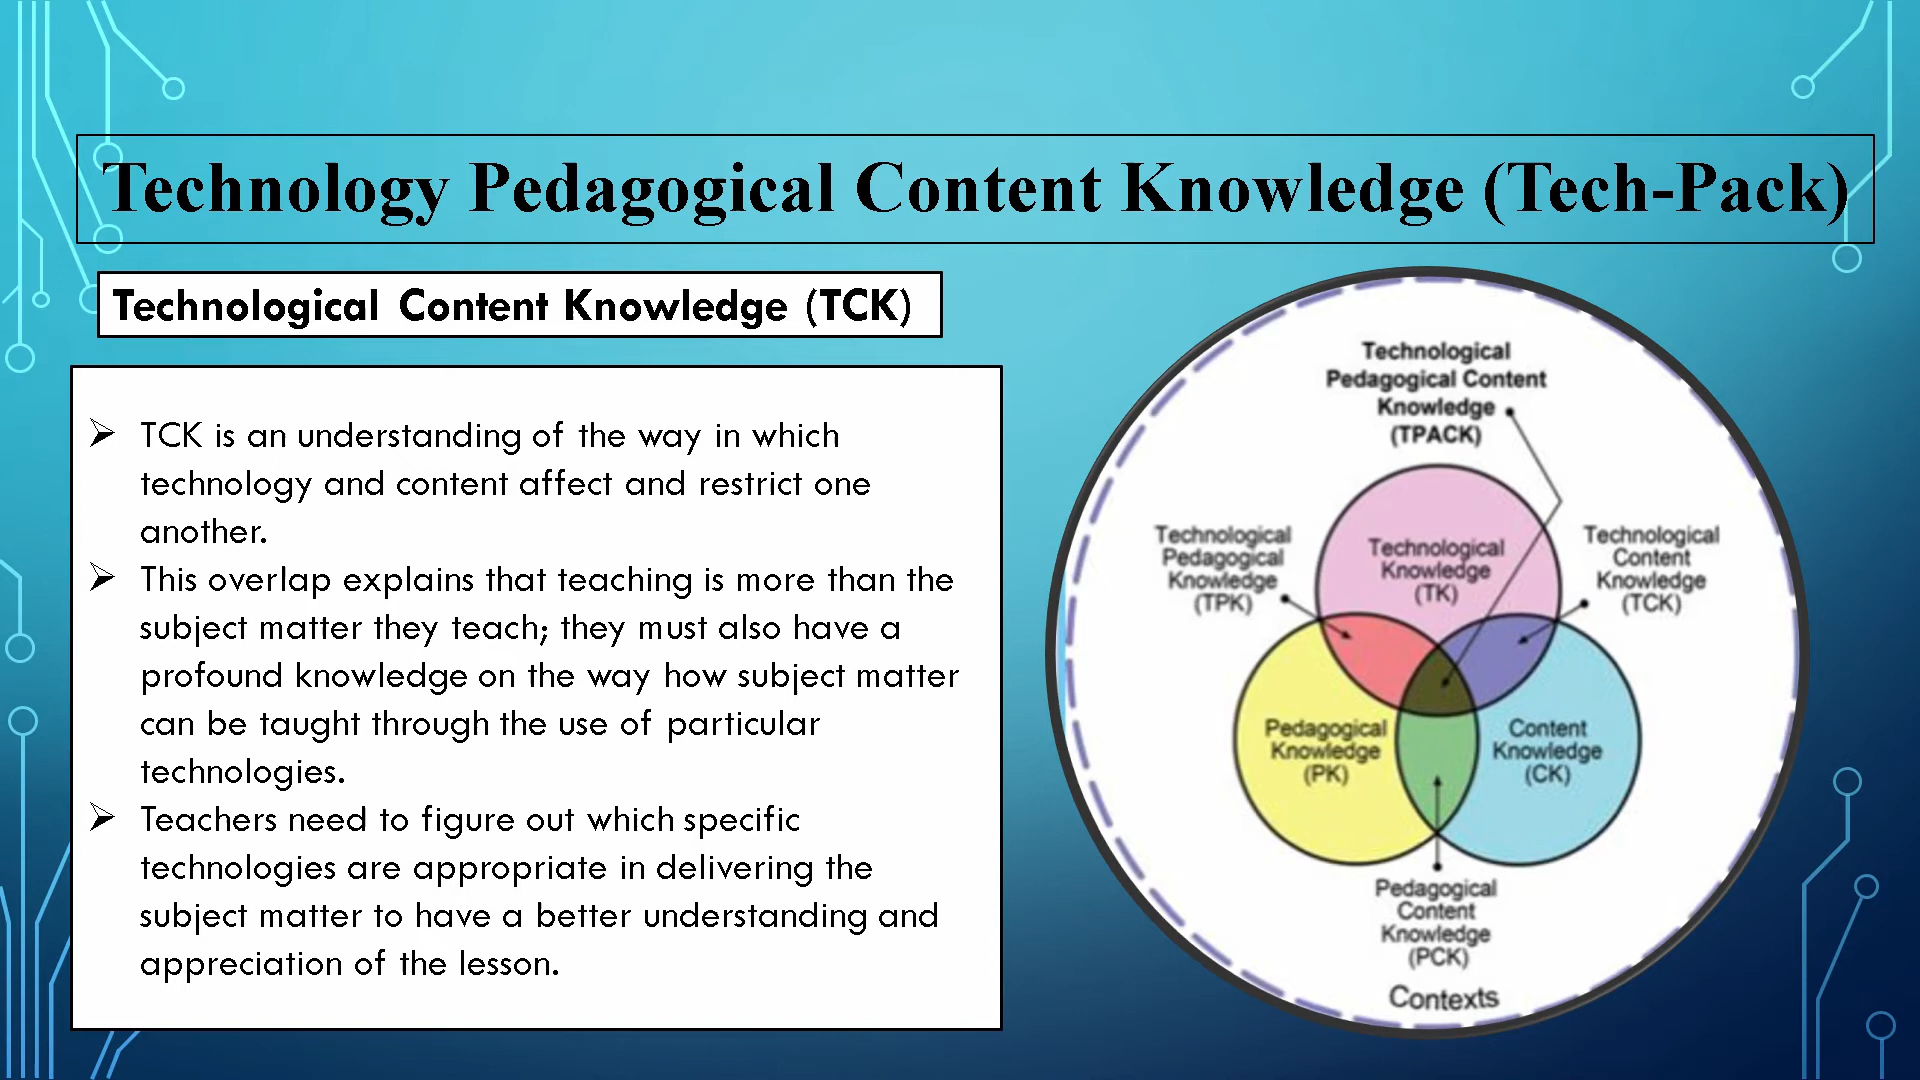 Technology Pedagogical Content Knowledge (Tech-Pack)
Technological Content Knowledge (TCK)
➢ TCK is an understanding of the way in which
technology and content affect and restrict one
another.
➢ This overlap explains that teaching is more than the
subject matter they teach; they must also have a
profound knowledge on the way how subject matter
can be taught through the use of particular
technologies.
➢ Teachers need to figure out which specific
technologies are appropriate in delivering the
subject matter to have a better understanding and
appreciation of the lesson.
Technological
Pedagogical Content
Knowledge
(TPACK)
Technological
Pedagogical
Knowledge
(TPK)
Technological
Knowledge
(TK)
Technological
Content
Knowledge
(TCK)
Pedagogical
Knowledge
(PK)
Content
Knowledge
(CK)
Pedagogical
Content
Knowledge
(PCK)
Contexts